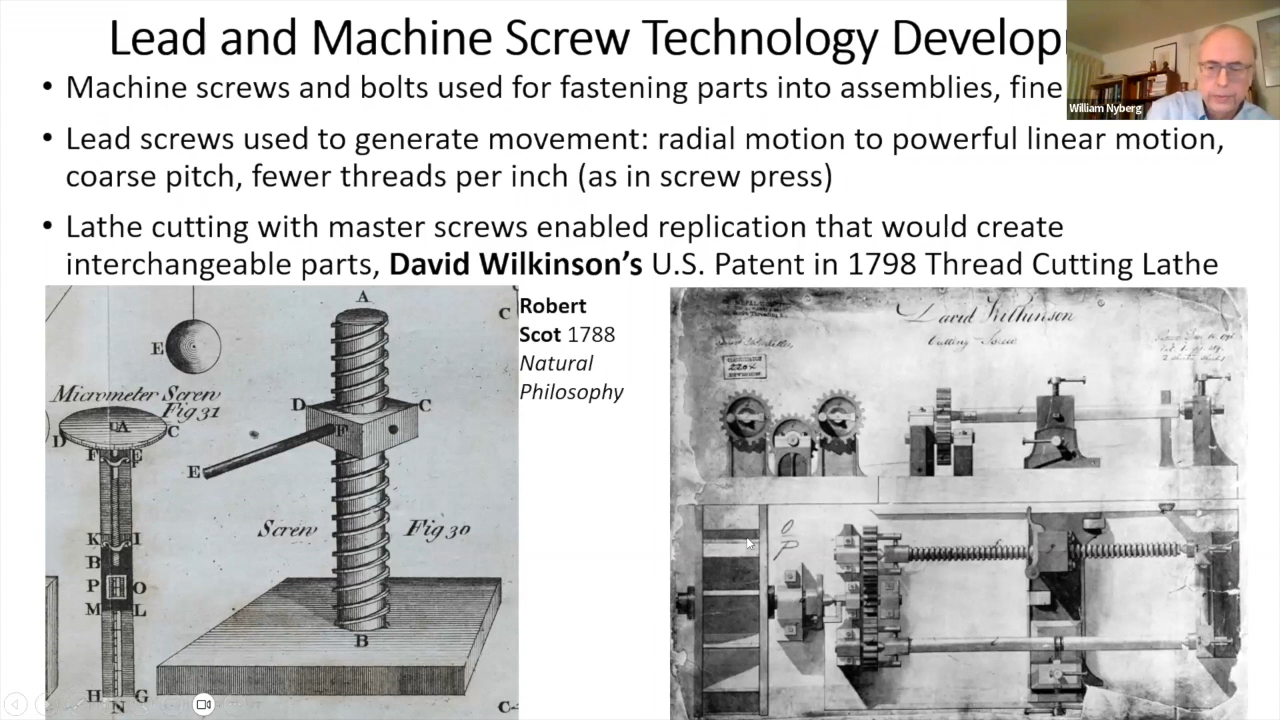 Lead and Machine Screw Technology Develop
• Machine screws and bolts used for fastening parts into assemblies, fine
William Nyberg
• Lead screws used to generate movement: radial motion to powerful linear motion,
coarse pitch, fewer threads per inch (as in screw press)
• Lathe cutting with master screws enabled replication that would create
interchangeable parts, David Wilkinson’s U.S. Patent in 1798 Thread Cutting Lathe
Robert
Scot 1788
Natural
Philosophy
A
C
E
Micrometer Screw
Fig 31
A
D
C
F
E
D
C
F
E
Screw
Fig 30
K
I
B
P
O
M
L
B
H
G
N
C
David Wilkinson
Cutting Screw
O
P